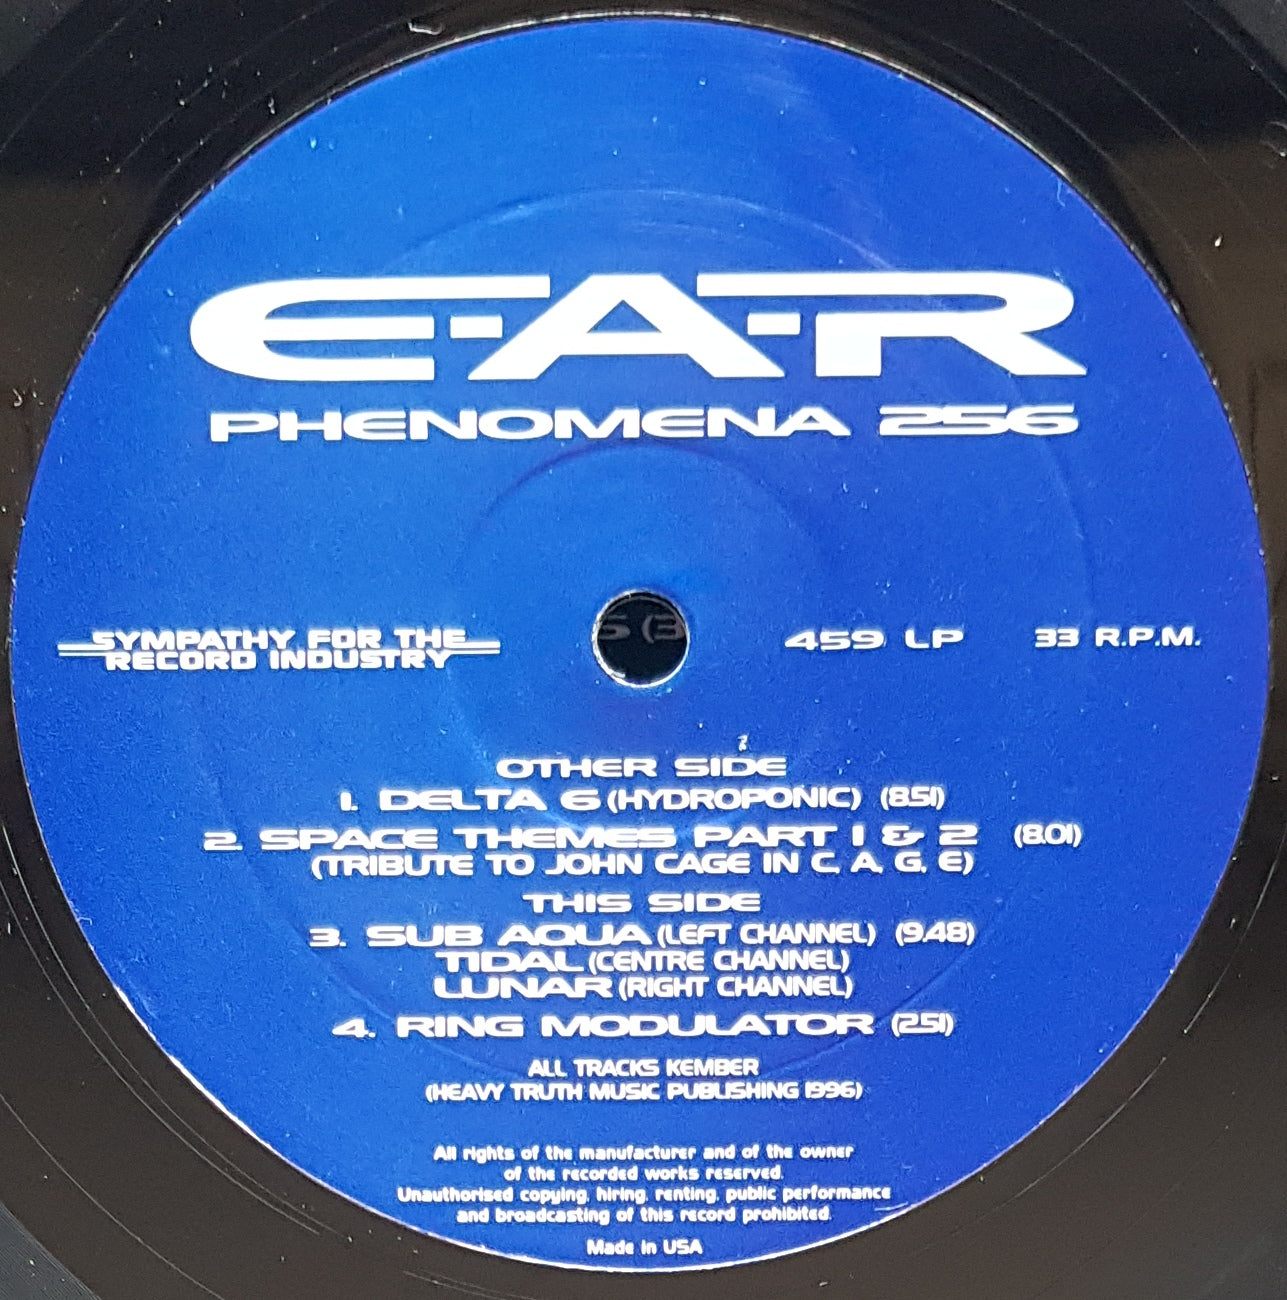 E·A·R
PHENOMENA 256
SYMPATHY FOR THE
RECORD INDUSTRY
459 LP 33 R.P.M.
OTHER SIDE
1. DELTA 6 (HYDROPONIC) (8.51)
2. SPACE THEMES PART 1 & 2 (8.01)
(TRIBUTE TO JOHN CAGE IN C. A. G. E)
THIS SIDE
3. SUB AQUA (LEFT CHANNEL) (9.48)
TIDAL (CENTRE CHANNEL)
LUNAR (RIGHT CHANNEL)
4. RING MODULATOR (2.51)
ALL TRACKS KEMBER
(HEAVY TRUTH MUSIC PUBLISHING 1996)
All rights of the manufacturer and of the owner
of the recorded works reserved.
Unauthorised copying, hiring, renting, public performance
and broadcasting of this record prohibited.
Made in USA